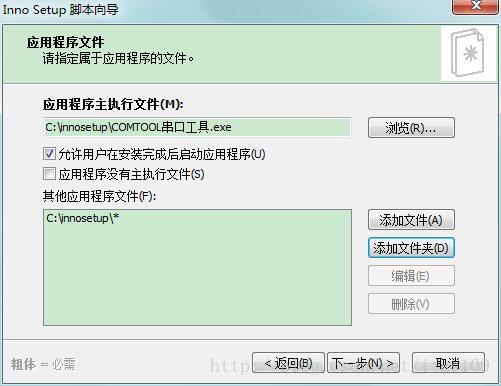 Inno Setup 脚本向导
应用程序文件
请指定属于应用程序的文件。
应用程序主执行文件(M):
C:\innosetup\COMTOOL串口工具.exe
浏览(R)...
允许用户在安装完成后启动应用程序(U)
应用程序没有主执行文件(S)
其他应用程序文件(F):
C:\innosetup\*
添加文件(A)
添加文件夹(D)
编辑(E)
删除(V)
粗体 = 必需
< 返回(B)
下一步(N) >
取消